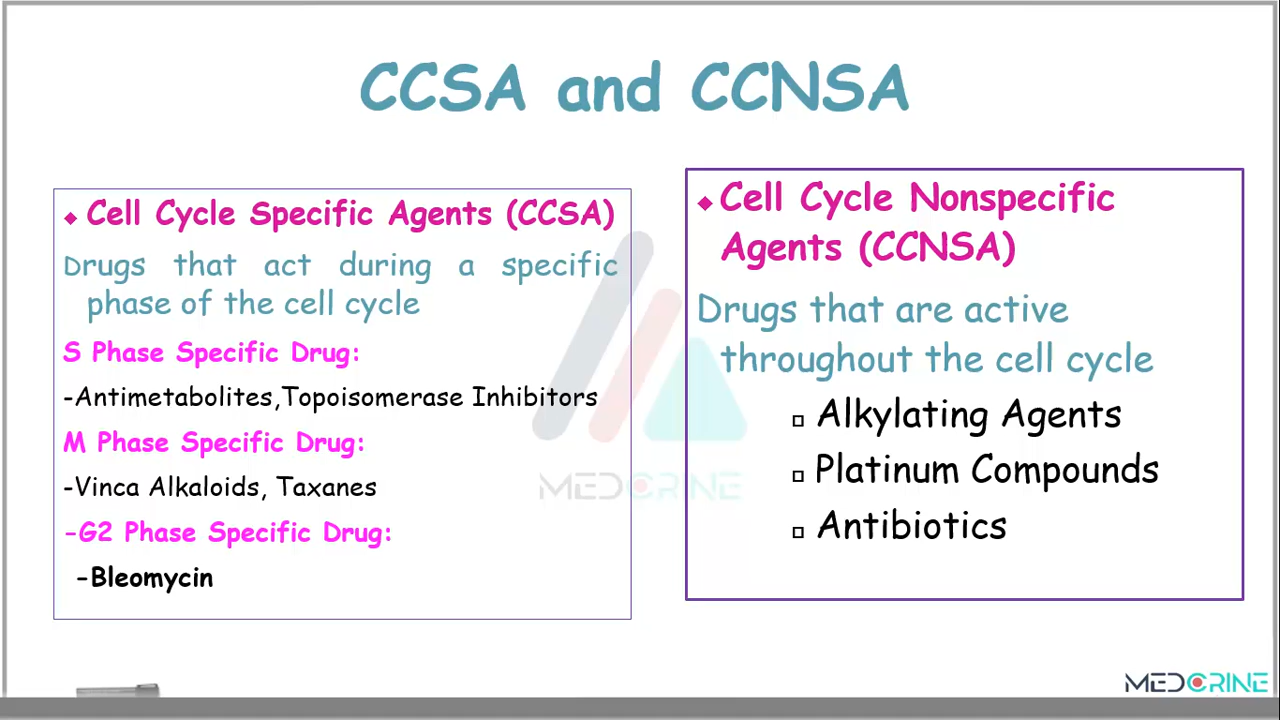 CCSA and CCNSA
◆ Cell Cycle Specific Agents (CCSA)
Drugs that act during a specific
phase of the cell cycle
S Phase Specific Drug:
-Antimetabolites,Topoisomerase Inhibitors
M Phase Specific Drug:
-Vinca Alkaloids, Taxanes
-G2 Phase Specific Drug:
-Bleomycin
◆ Cell Cycle Nonspecific
Agents (CCNSA)
Drugs that are active
throughout the cell cycle
□ Alkylating Agents
□ Platinum Compounds
□ Antibiotics
MEDCRINE
MEDCRINE